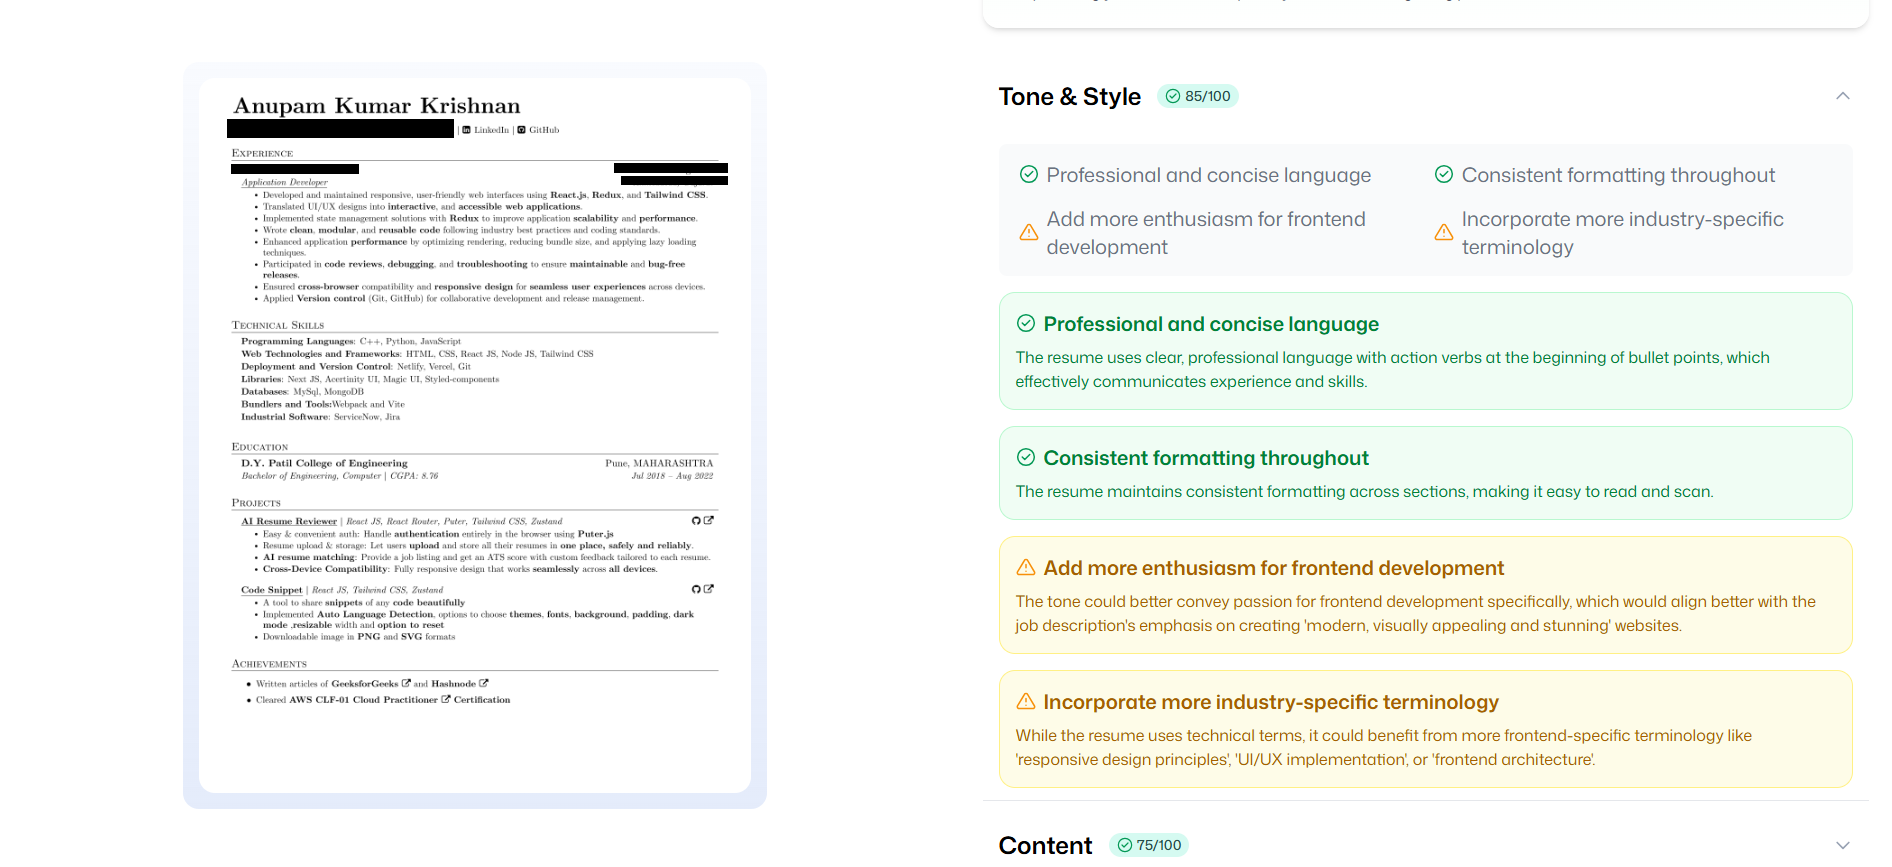 Anupam Kumar Krishnan
| LinkedIn | GitHub
Experience
Application Developer
• Developed and maintained responsive, user-friendly web interfaces using React.js, Redux, and Tailwind CSS.
• Translated UI/UX designs into interactive, and accessible web applications.
• Implemented state management solutions with Redux to improve application scalability and performance.
• Wrote clean, modular, and reusable code following industry best practices and coding standards.
• Enhanced application performance by optimizing rendering, reducing bundle size, and applying lazy loading
techniques.
• Participated in code reviews, debugging, and troubleshooting to ensure maintainable and bug-free
releases.
• Ensured cross-browser compatibility and responsive design for seamless user experiences across devices.
• Applied Version control (Git, GitHub) for collaborative development and release management.
Technical Skills
Programming Languages: C++, Python, JavaScript
Web Technologies and Frameworks: HTML, CSS, React JS, Node JS, Tailwind CSS
Deployment and Version Control: Netlify, Vercel, Git
Libraries: Next JS, Acertinity UI, Magic UI, Styled-components
Databases: MySql, MongoDB
Bundlers and Tools:Webpack and Vite
Industrial Software: ServiceNow, Jira
Education
D.Y. Patil College of Engineering Pune, MAHARASHTRA
Bachelor of Engineering, Computer | CGPA: 8.76 Jul 2018 – Aug 2022
Projects
AI Resume Reviewer | React JS, React Router, Puter, Tailwind CSS, Zustand
• Easy & convenient auth: Handle authentication entirely in the browser using Puter.js
• Resume upload & storage: Let users upload and store all their resumes in one place, safely and reliably.
• AI resume matching: Provide a job listing and get an ATS score with custom feedback tailored to each resume.
• Cross-Device Compatibility: Fully responsive design that works seamlessly across all devices.
Code Snippet | React JS, Tailwind CSS, Zustand
• A tool to share snippets of any code beautifully
• Implemented Auto Language Detection, options to choose themes, fonts, background, padding, dark
mode ,resizable width and option to reset
• Downloadable image in PNG and SVG formats
Achievements
• Written articles of GeeksforGeeks and Hashnode
• Cleared AWS CLF-01 Cloud Practitioner Certification
Tone & Style 85/100
Professional and concise language
Consistent formatting throughout
Add more enthusiasm for frontend
development
Incorporate more industry-specific
terminology
Professional and concise language
The resume uses clear, professional language with action verbs at the beginning of bullet points, which
effectively communicates experience and skills.
Consistent formatting throughout
The resume maintains consistent formatting across sections, making it easy to read and scan.
Add more enthusiasm for frontend development
The tone could better convey passion for frontend development specifically, which would align better with the
job description's emphasis on creating 'modern, visually appealing and stunning' websites.
Incorporate more industry-specific terminology
While the resume uses technical terms, it could benefit from more frontend-specific terminology like
'responsive design principles', 'UI/UX implementation', or 'frontend architecture'.
Content 75/100